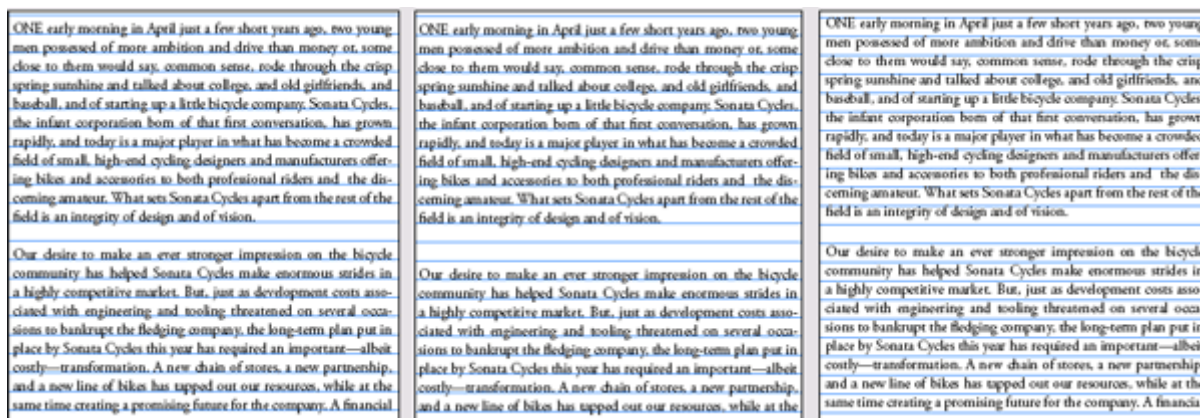 ONE early morning in April just a few short years ago, two young
men possessed of more ambition and drive than money or, some
close to them would say, common sense, rode through the crisp
spring sunshine and talked about college, and old girlfriends, and
baseball, and of starting up a little bicycle company. Sonata Cycles,
the infant corporation born of that first conversation, has grown
rapidly, and today is a major player in what has become a crowded
field of small, high-end cycling designers and manufacturers offer-
ing bikes and accessories to both professional riders and the dis-
cerning amateur. What sets Sonata Cycles apart from the rest of the
field is an integrity of design and of vision.
Our desire to make an ever stronger impression on the bicycle
community has helped Sonata Cycles make enormous strides in
a highly competitive market. But, just as development costs asso-
ciated with engineering and tooling threatened on several occa-
sions to bankrupt the fledging company, the long-term plan put in
place by Sonata Cycles this year has required an important—albeit
costly—transformation. A new chain of stores, a new partnership,
and a new line of bikes has tapped out our resources, while at the
same time creating a promising future for the company. A financial
ONE early morning in April just a few short years ago, two young
men possessed of more ambition and drive than money or, some
close to them would say, common sense, rode through the crisp
spring sunshine and talked about college, and old girlfriends, and
baseball, and of starting up a little bicycle company. Sonata Cycles,
the infant corporation born of that first conversation, has grown
rapidly, and today is a major player in what has become a crowded
field of small, high-end cycling designers and manufacturers offer-
ing bikes and accessories to both professional riders and the dis-
cerning amateur. What sets Sonata Cycles apart from the rest of the
field is an integrity of design and of vision.
Our desire to make an ever stronger impression on the bicycle
community has helped Sonata Cycles make enormous strides in
a highly competitive market. But, just as development costs asso-
ciated with engineering and tooling threatened on several occa-
sions to bankrupt the fledging company, the long-term plan put in
place by Sonata Cycles this year has required an important—albeit
costly—transformation. A new chain of stores, a new partnership,
and a new line of bikes has tapped out our resources, while at the
ONE early morning in April just a few short years ago, two young
men possessed of more ambition and drive than money or, some
close to them would say, common sense, rode through the crisp
spring sunshine and talked about college, and old girlfriends, and
baseball, and of starting up a little bicycle company. Sonata Cycles
the infant corporation born of that first conversation, has grown
rapidly, and today is a major player in what has become a crowde
field of small, high-end cycling designers and manufacturers offer
ing bikes and accessories to both professional riders and the dis
cerning amateur. What sets Sonata Cycles apart from the rest of the
field is an integrity of design and of vision.
Our desire to make an ever stronger impression on the bicycle
community has helped Sonata Cycles make enormous strides in
a highly competitive market. But, just as development costs asso
ciated with engineering and tooling threatened on several occa
sions to bankrupt the fledging company, the long-term plan put in
place by Sonata Cycles this year has required an important—albeit
costly—transformation. A new chain of stores, a new partnership
and a new line of bikes has tapped out our resources, while at the
same time creating a promising future for the company. A financia